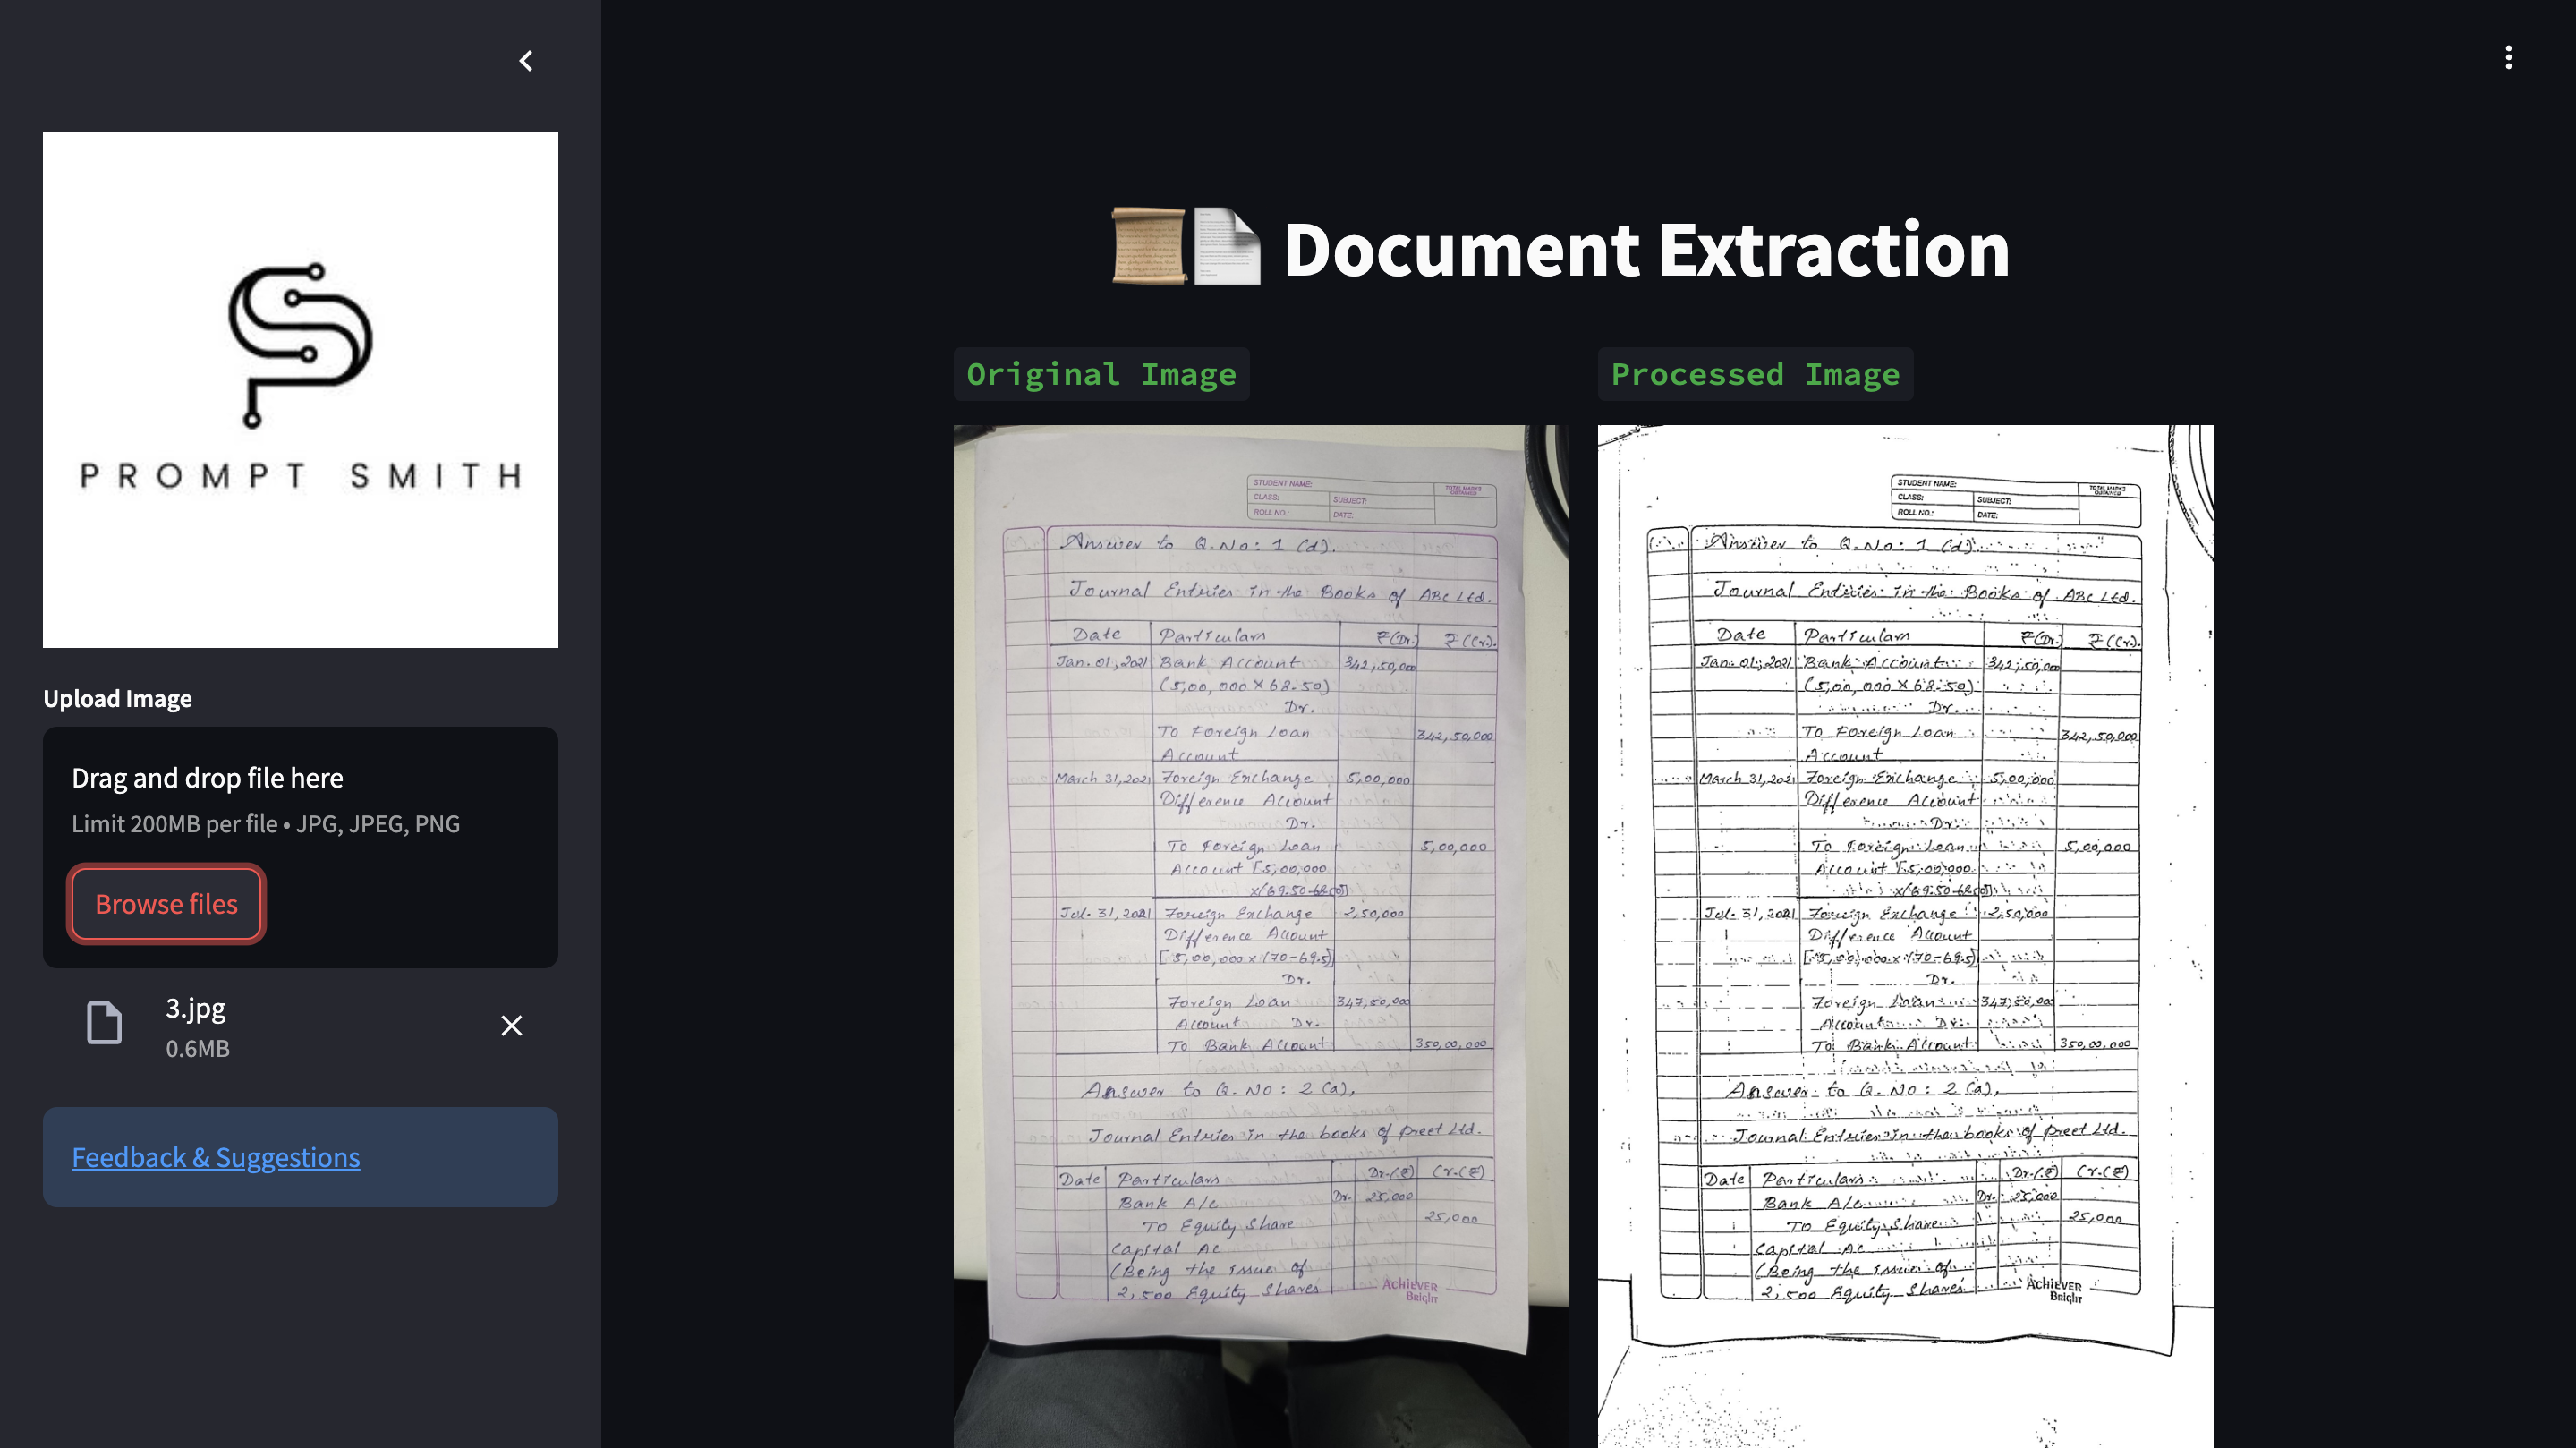 PROMPT SMITH
Upload Image
Drag and drop file here
Limit 200MB per file • JPG, JPEG, PNG
Browse files
3.jpg
0.6MB
Feedback & Suggestions
Document Extraction
Original Image
STUDENT NAME:
TOTAL MARKS OBTAINED
CLASS:
SUBJECT:
ROLL NO.:
DATE:
Answer to Q.No: 1 (d).
Journal Entries in the Books of ABC Ltd.
Date Particulars ₹(Dr.) ₹(Cr.)
Jan. 01, 2021 Bank Account 342,50,000
(5,00,000 X 68.50)
Dr.
To Foreign Loan 342,50,000
Account
March 31, 2021 Foreign Exchange 5,00,000
Difference Account
Dr.
To Foreign Loan 5,00,000
Account [5,00,000
x(69.50-68.50)]
Jul. 31, 2021 Foreign Exchange 2,50,000
Difference Account
[5,00,000 x (70-69.5]
Dr.
Foreign Loan 347,50,000
Account Dr.
To Bank Account 350,00,000
Answer to Q. No: 2 (a),
Journal Entries in the books of Preet Ltd.
Date Particulars Dr.(₹) Cr.(₹)
Bank A/c Dr. 25,000
To Equity Share 25,000
Capital Ac
(Being the issue of
2,500 Equity Shares
Achiever
Bright
Processed Image
STUDENT NAME:
TOTAL MARKS OBTAINED
CLASS:
SUBJECT:
ROLL NO.:
DATE:
Answer to Q.No: 1 (d).
Journal Entries in the Books of ABC Ltd.
Date Particulars ₹(Dr.) ₹(Cr.)
Jan. 01, 2021 Bank Account 342,50,000
(5,00,000 X 68.50)
Dr.
To Foreign Loan 342,50,000
Account
March 31, 2021 Foreign Exchange 5,00,000
Difference Account
Dr.
To Foreign Loan 5,00,000
Account [5,00,000
x(69.50-68.50)]
Jul. 31, 2021 Foreign Exchange 2,50,000
Difference Account
[5,00,000 x (70-69.5]
Dr.
Foreign Loan 347,50,000
Account Dr.
To Bank Account 350,00,000
Answer to Q. No: 2 (a),
Journal Entries in the books of Preet Ltd.
Date Particulars Dr.(₹) Cr.(₹)
Bank A/c Dr. 25,000
To Equity Share 25,000
Capital Ac
(Being the issue of
2,500 Equity Shares
Achiever
Bright